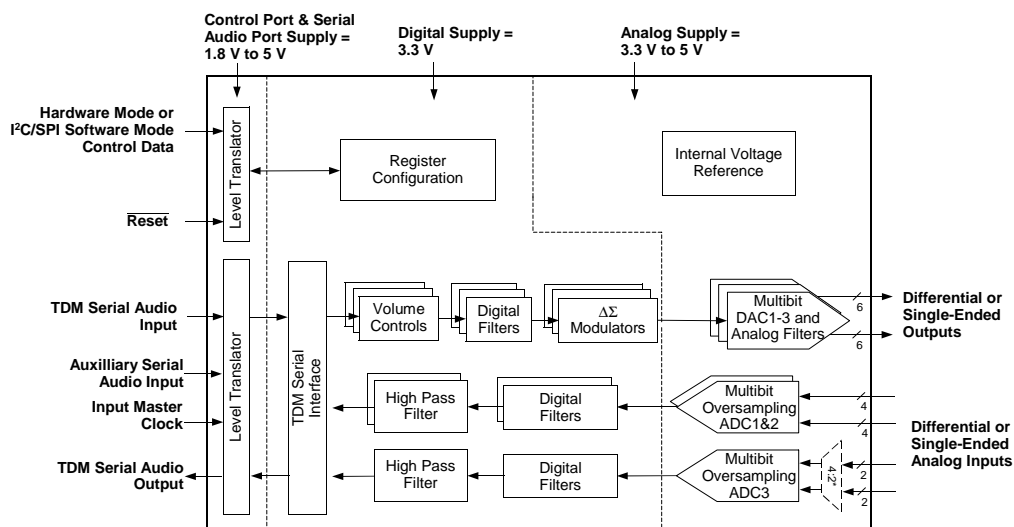 Control Port & Serial
Audio Port Supply =
1.8 V to 5 V
Digital Supply =
3.3 V
Analog Supply =
3.3 V to 5 V
Hardware Mode or
I²C/SPI Software Mode
Control Data
Reset
Level Translator
Register
Configuration
Internal Voltage
Reference
TDM Serial Audio
Input
Auxilliary Serial
Audio Input
Input Master
Clock
TDM Serial Audio
Output
Level Translator
TDM Serial
Interface
Volume
Controls
Digital
Filters
ΔΣ
Modulators
Multibit
DAC1-3 and
Analog Filters
6
6
Differential or
Single-Ended
Outputs
High Pass
Filter
Digital
Filters
Multibit
Oversampling
ADC1&2
4
4
Differential or
Single-Ended
Analog Inputs
High Pass
Filter
Digital
Filters
Multibit
Oversampling
ADC3
4:2*
2
2